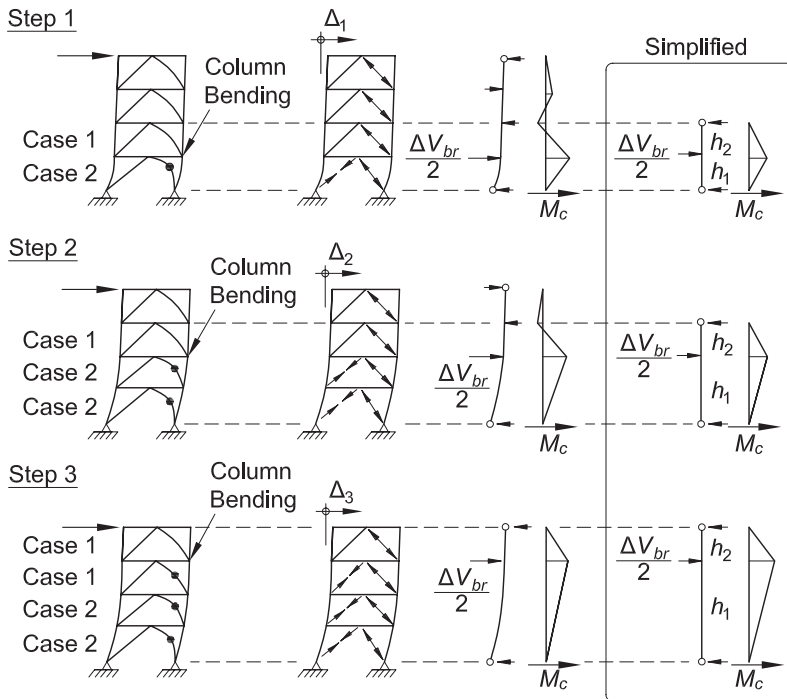 Step 1
Δ1
Simplified
Column
Bending
Case 1
Case 2
ΔVbr
2
Mc
ΔVbr
2
h2
h1
Mc
Step 2
Δ2
Column
Bending
Case 1
Case 2
Case 2
ΔVbr
2
Mc
ΔVbr
2
h2
h1
Mc
Step 3
Δ3
Column
Bending
Case 1
Case 1
Case 2
Case 2
ΔVbr
2
Mc
ΔVbr
2
h2
h1
Mc